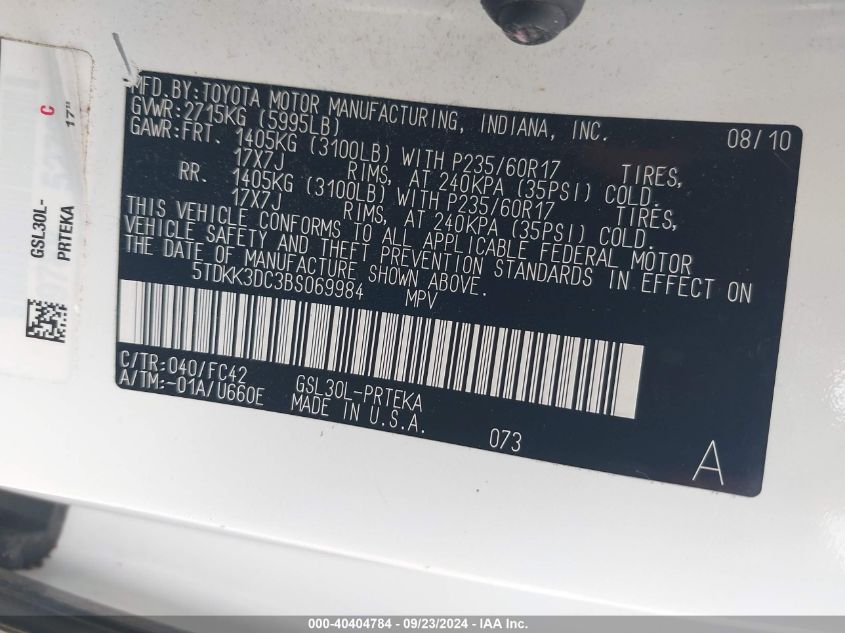 MFD.BY:TOYOTA MOTOR MANUFACTURING, INDIANA, INC. 08/10
GVWR:2715KG (5995LB)
GAWR:FRT. 1405KG (3100LB) WITH P235/60R17 TIRES,
17X7J RIMS, AT 240KPA (35PSI) COLD.
RR. 1405KG (3100LB) WITH P235/60R17 TIRES,
17X7J RIMS, AT 240KPA (35PSI) COLD.
THIS VEHICLE CONFORMS TO ALL APPLICABLE FEDERAL MOTOR
VEHICLE SAFETY AND THEFT PREVENTION STANDARDS IN EFFECT ON
THE DATE OF MANUFACTURE SHOWN ABOVE.
5TDKK3DC3BS069984 MPV
C/TR:040/FC42
A/TM:-01A/U660E
GSL30L-PRTEKA
MADE IN U.S.A.
073
A
GSL30L-
PRTEKA
C
17"
000-40404784 - 09/23/2024 - IAA Inc.